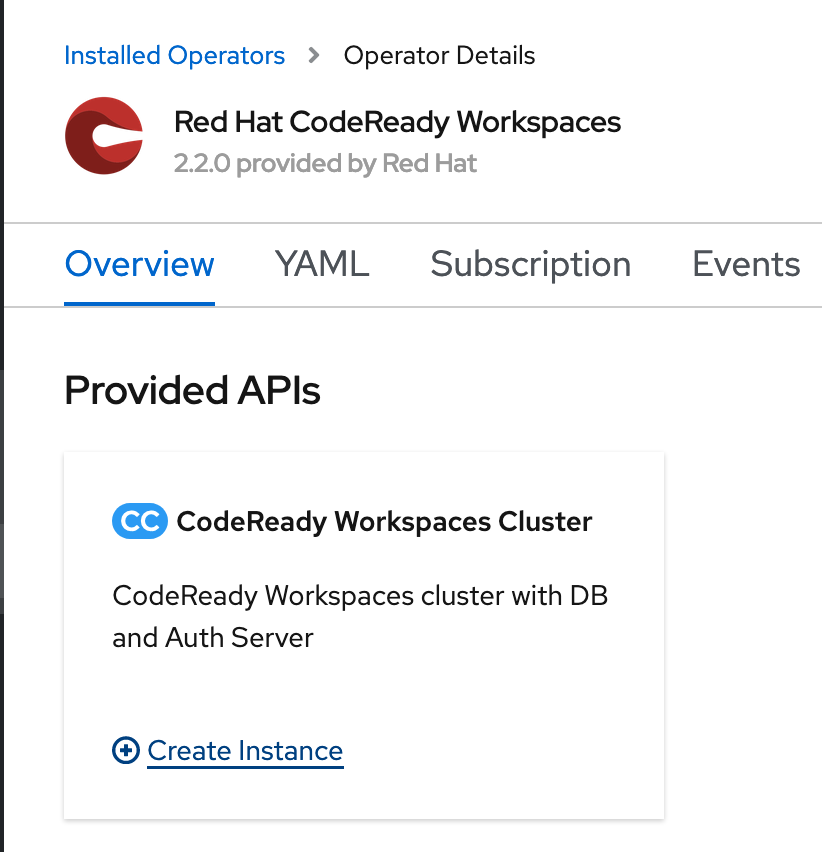 Installed Operators > Operator Details
Red Hat CodeReady Workspaces
2.2.0 provided by Red Hat
Overview YAML Subscription Events
Provided APIs
CC CodeReady Workspaces Cluster
CodeReady Workspaces cluster with DB
and Auth Server
Create Instance